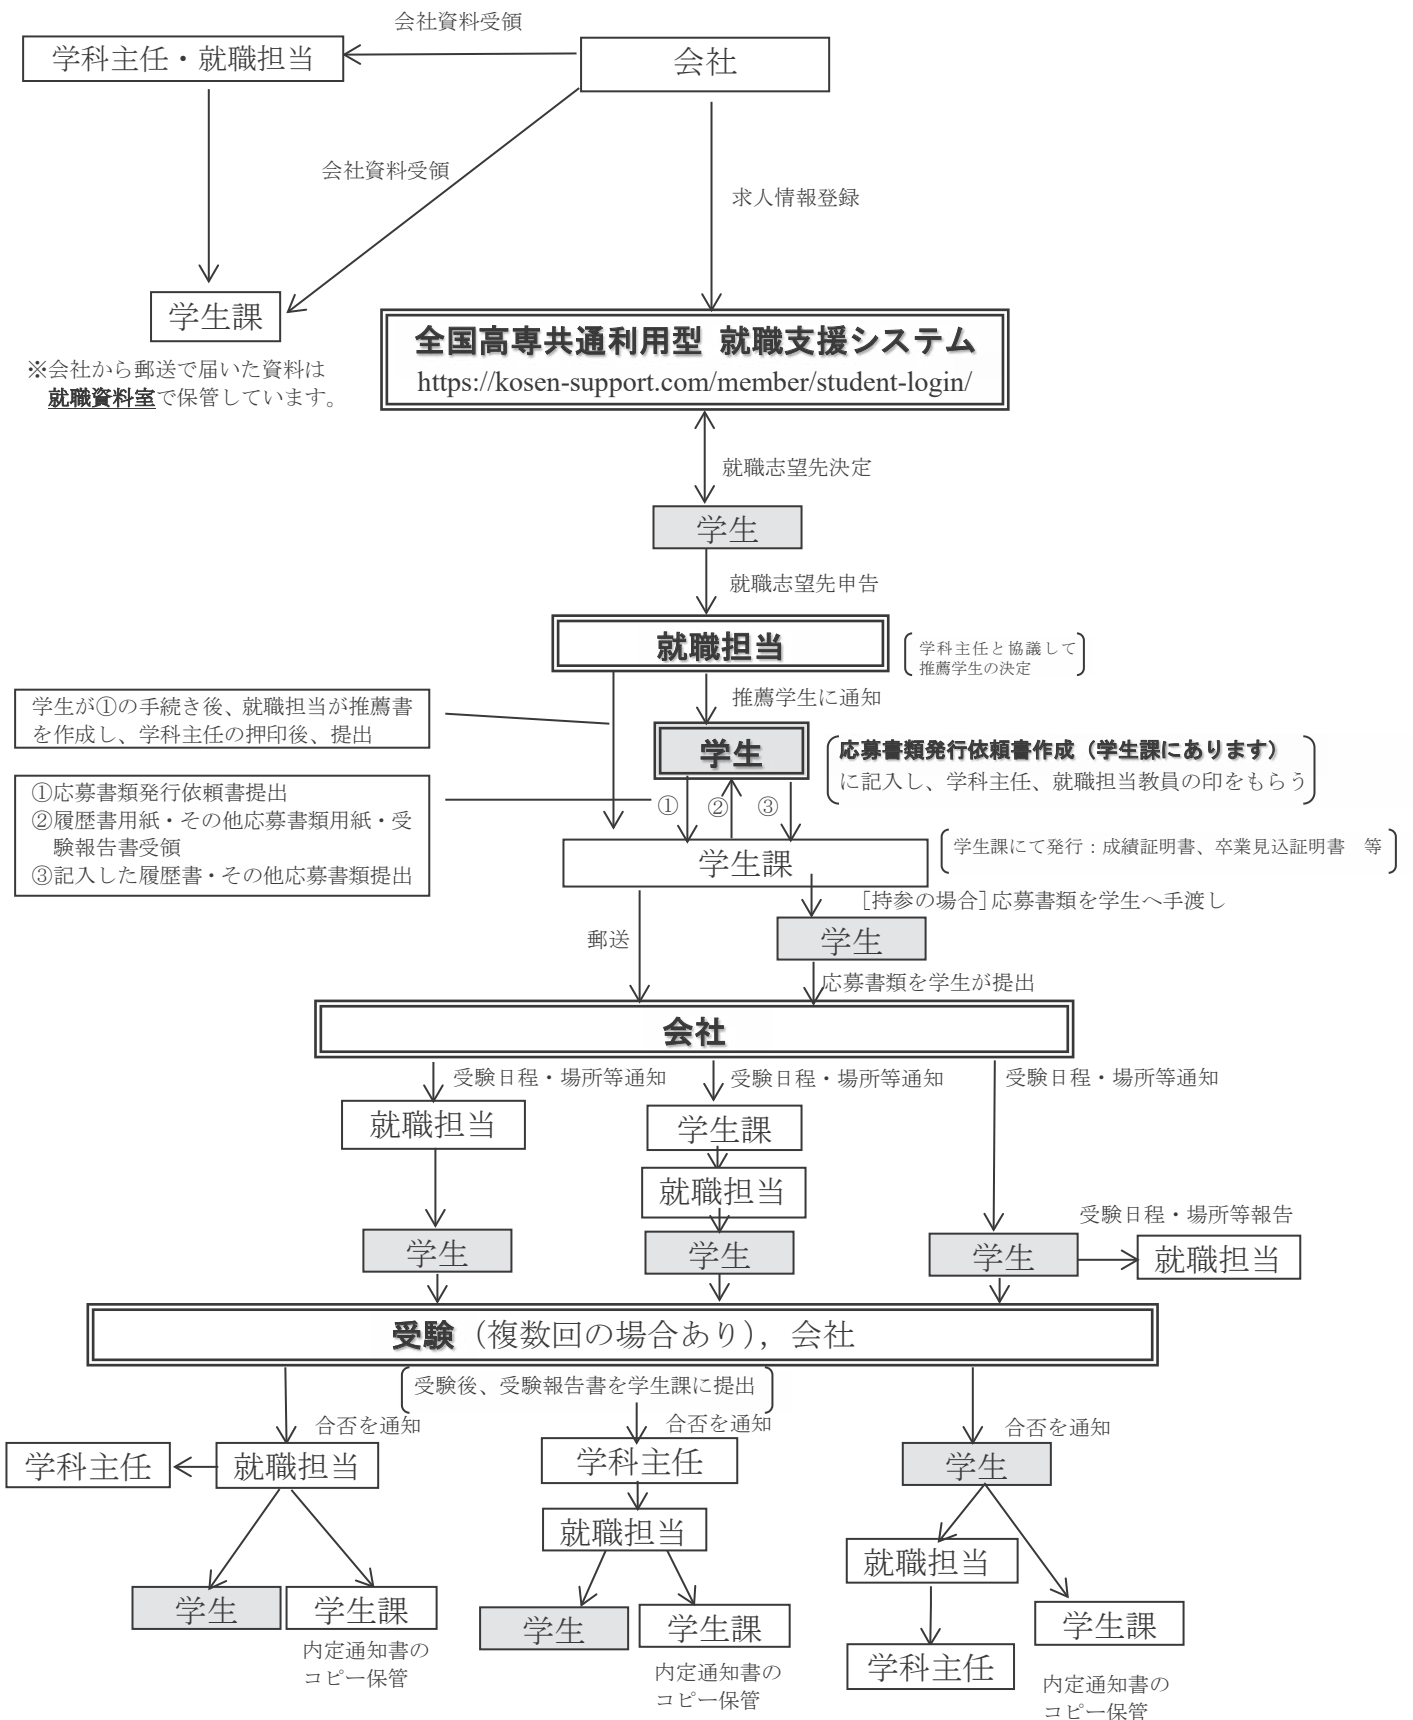 会社資料受領
学科主任・就職担当
会社
会社資料受領
求人情報登録
学生課
※会社から郵送で届いた資料は
就職資料室で保管しています。
全国高専共通利用型 就職支援システム
https://kosen-support.com/member/student-login/
就職志望先決定
学生
就職志望先申告
就職担当
学科主任と協議して
推薦学生の決定
推薦学生に通知
学生が①の手続き後、就職担当が推薦書
を作成し、学科主任の押印後、提出
学生
応募書類発行依頼書作成（学生課にあります）
に記入し、学科主任、就職担当教員の印をもらう
①応募書類発行依頼書提出
②履歴書用紙・その他応募書類用紙・受
験報告書受領
③記入した履歴書・その他応募書類提出
① ② ③
学生課
学生課にて発行：成績証明書、卒業見込証明書　等
［持参の場合］応募書類を学生へ手渡し
郵送
学生
応募書類を学生が提出
会社
受験日程・場所等通知
受験日程・場所等通知
受験日程・場所等通知
就職担当
学生課
就職担当
受験日程・場所等報告
学生
学生
学生
就職担当
受験（複数回の場合あり），会社
受験後、受験報告書を学生課に提出
合否を通知
合否を通知
合否を通知
学科主任
就職担当
学科主任
学生
就職担当
就職担当
学生
学生課
内定通知書の
コピー保管
学生
学生課
内定通知書の
コピー保管
学科主任
学生課
内定通知書の
コピー保管